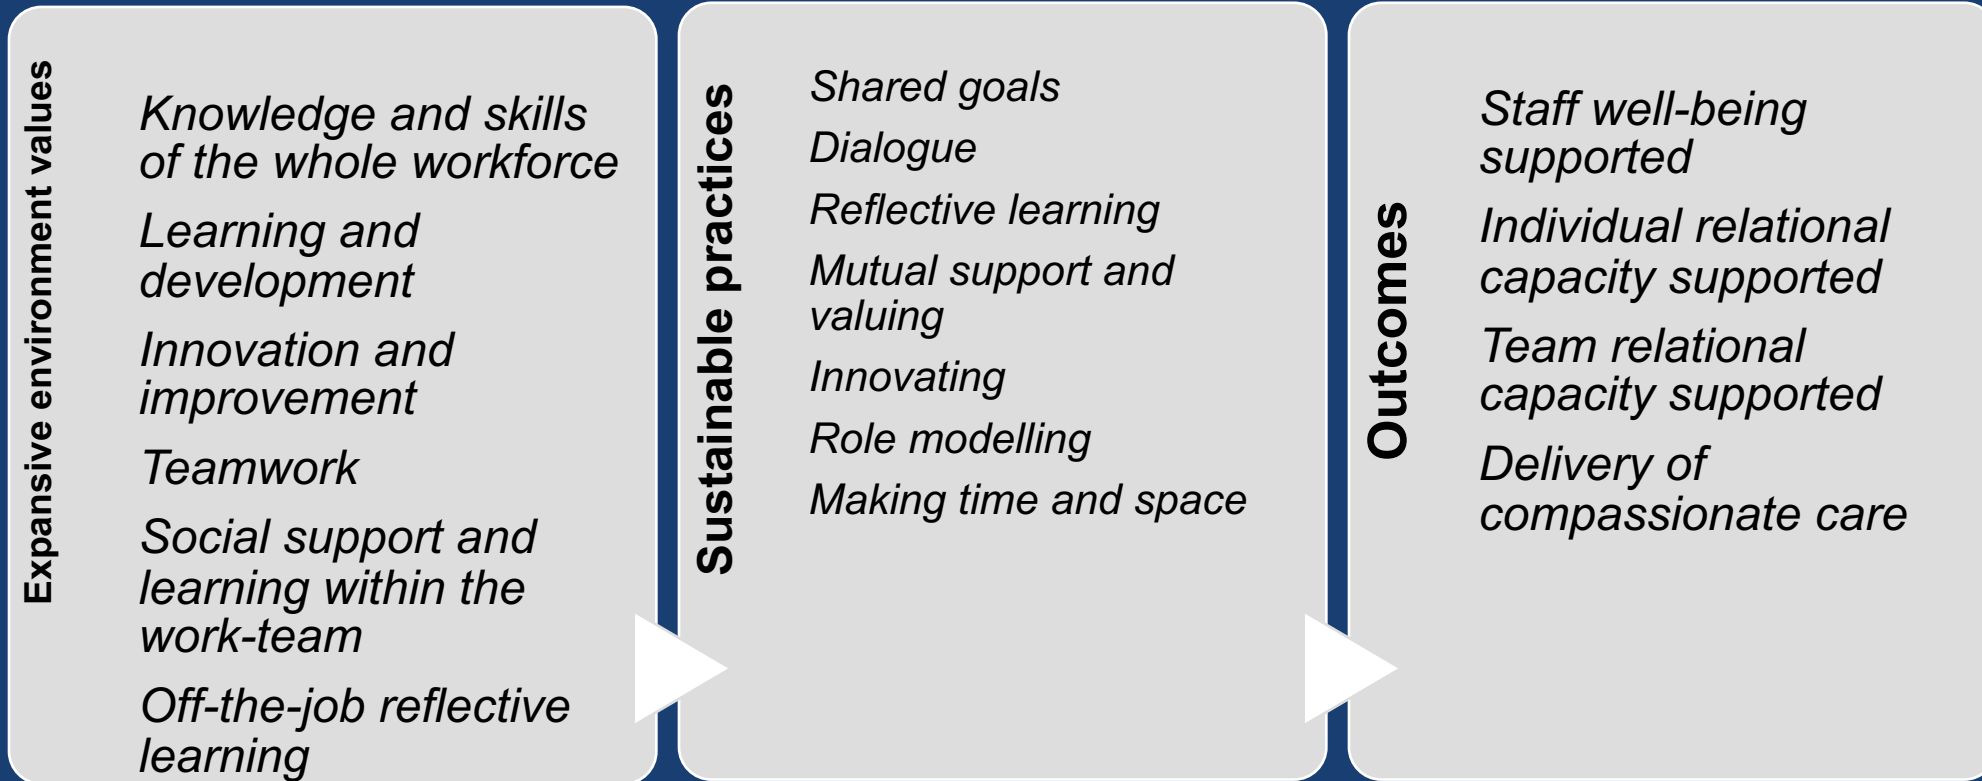 Expansive environment values
Knowledge and skills
of the whole workforce
Learning and
development
Innovation and
improvement
Teamwork
Social support and
learning within the
work-team
Off-the-job reflective
learning
Sustainable practices
Shared goals
Dialogue
Reflective learning
Mutual support and
valuing
Innovating
Role modelling
Making time and space
Outcomes
Staff well-being
supported
Individual relational
capacity supported
Team relational
capacity supported
Delivery of
compassionate care